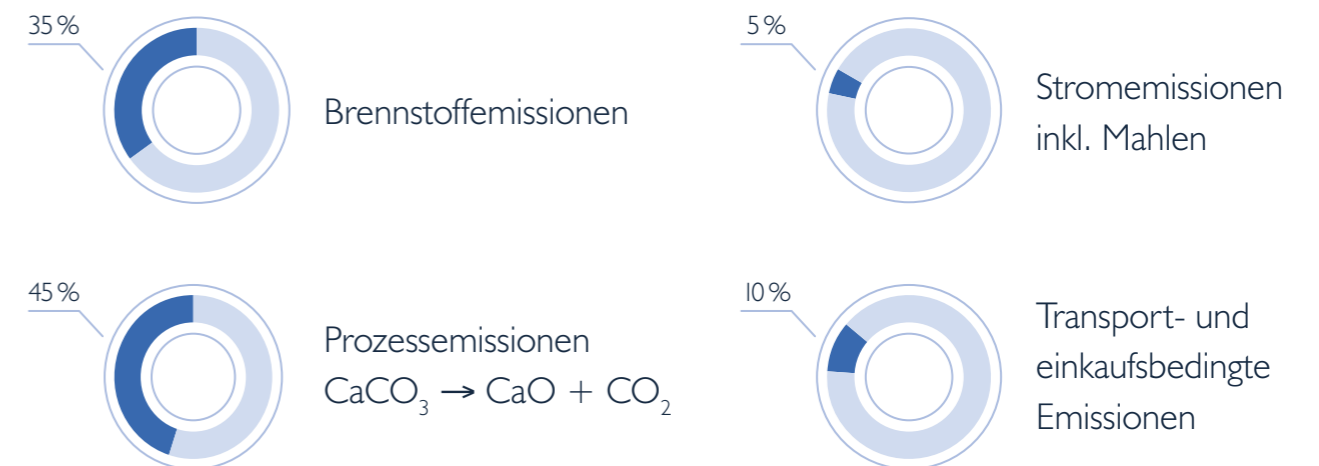 35 %
Brennstoffemissionen
5 %
Stromemissionen
inkl. Mahlen
45 %
Prozessemissionen
CaCO₃ → CaO + CO₂
10 %
Transport- und
einkaufsbedingte
Emissionen